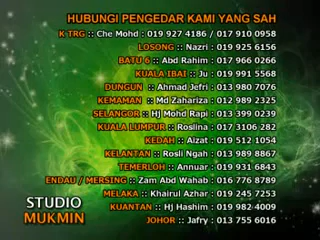 HUBUNGI PENGEDAR KAMI YANG SAH
K TRG :: Che Mohd : 019 927 4186 / 017 910 0958
LOSONG :: Nazri : 019 925 6156
BATU 6 :: Abd Rahim : 017 966 0266
KUALA IBAI :: Ju : 019 991 5568
DUNGUN :: Ahmad Jefri : 013 980 7076
KEMAMAN :: Md Zahariza : 012 989 2325
SELANGOR :: Hj Mohd Rapi : 013 399 0239
KUALA LUMPUR :: Roslina : 017 3106 282
KEDAH :: Aizat : 019 512 1054
KELANTAN :: Rosli Ngah : 013 989 8867
TEMERLOH :: Annuar : 019 931 6843
ENDAU / MERSING :: Zam Abd Wahab : 016 776 8789
MELAKA :: Khairul Azhar : 019 245 7253
KUANTAN :: Hj Hashim : 019 982 4009
JOHOR :: Jafry : 013 755 6016
STUDIO
MUKMIN